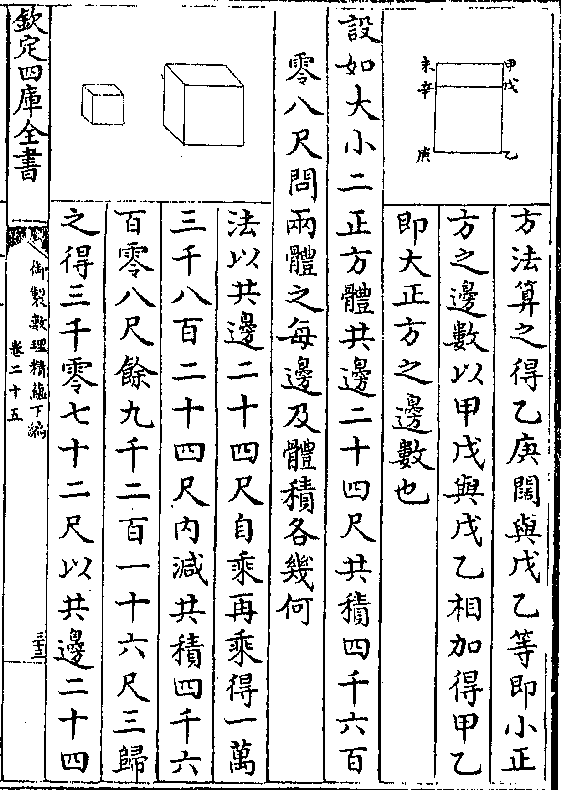 甲戊
未辛
庚
乙
方法算之得乙庚闊與戊乙等即小正
方之邊數以甲戊與戊乙相加得甲乙
即大正方之邊數也
設如大小二正方體共邊二十四尺共積四千六百
零八尺問兩體之每邊及體積各幾何
法以共邊二十四尺自乘再乘得一萬
三千八百二十四尺內減共積四千六
百零八尺餘九千二百一十六尺三歸
之得三千零七十二尺以共邊二十四
欽定四庫全書
御製數理精蘊下編
卷二十五